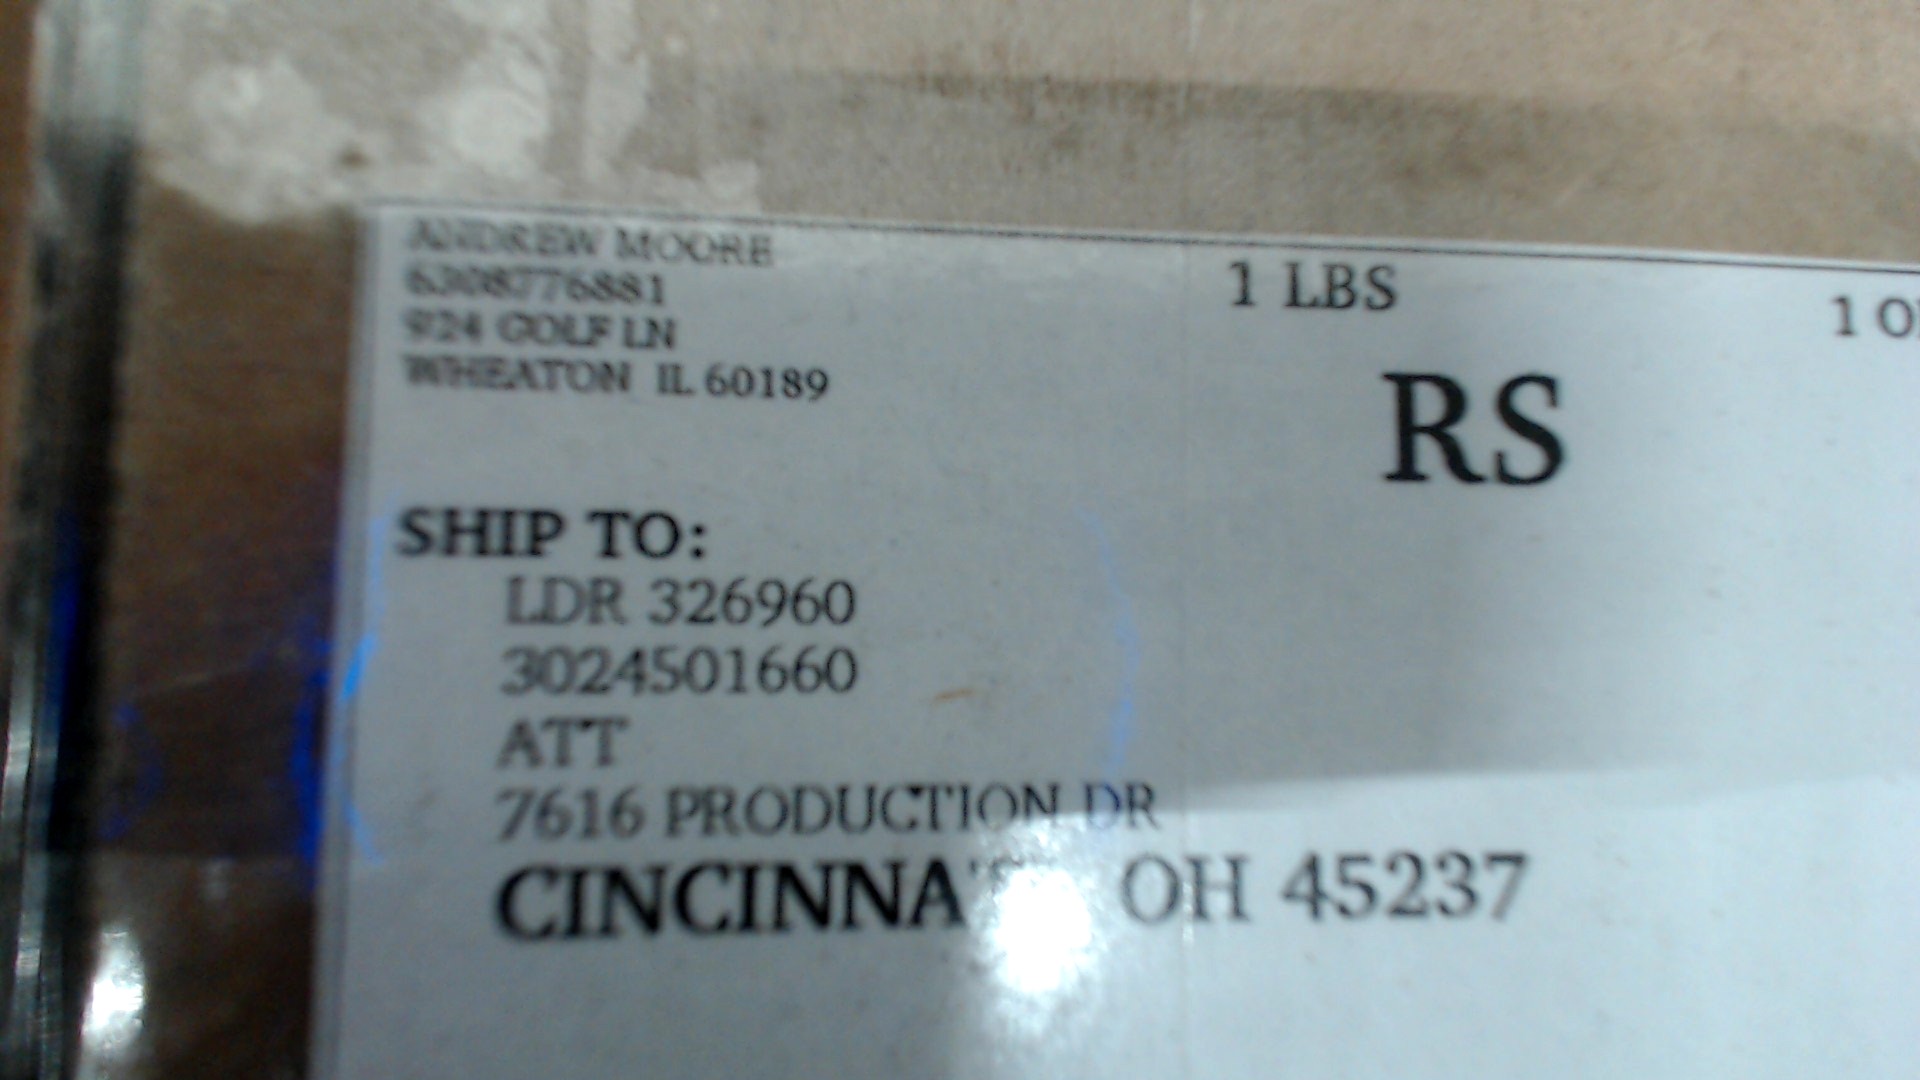 ANDREW MOORE
6308776881
924 GOLF LN
WHEATON IL 60189
1 LBS
1 O
RS
SHIP TO:
LDR 326960
3024501660
ATT
7616 PRODUCTION DR
OH 45237